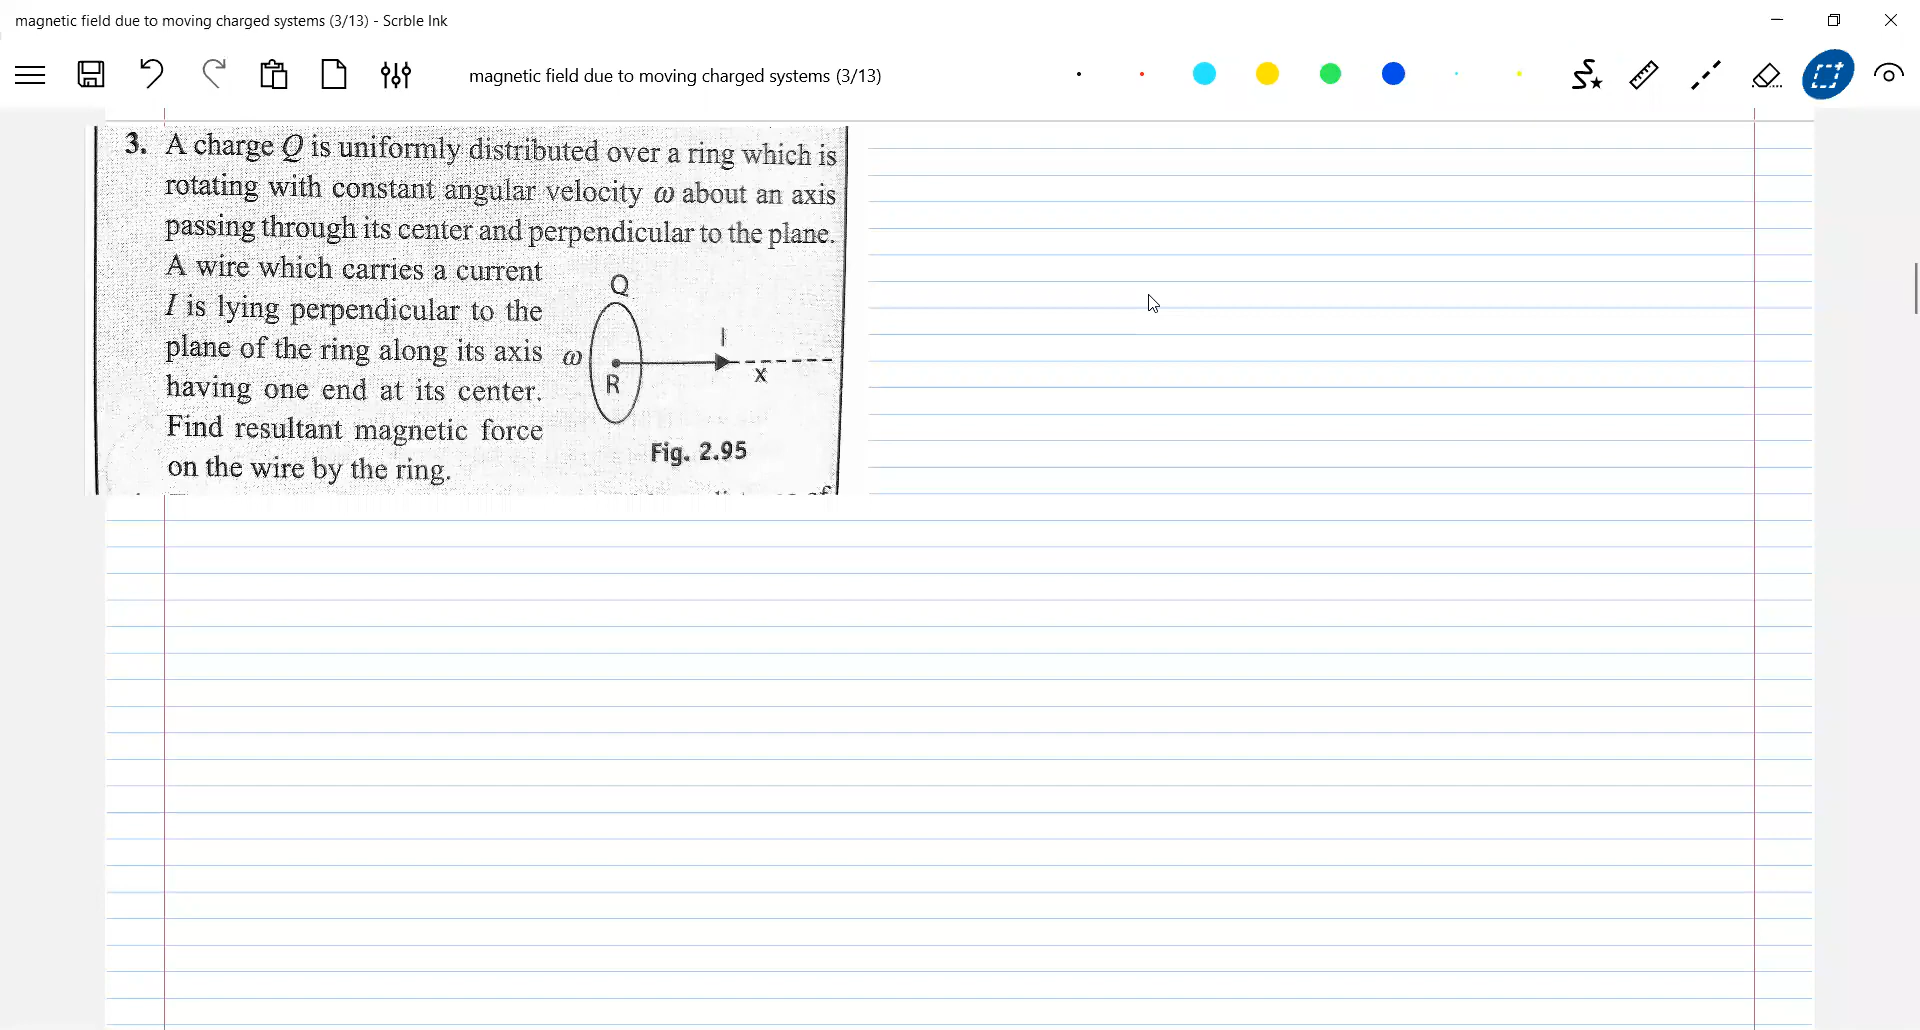 magnetic field due to moving charged systems (3/13) - Scrble Ink
magnetic field due to moving charged systems (3/13)
3. A charge Q is uniformly distributed over a ring which is
rotating with constant angular velocity ω about an axis
passing through its center and perpendicular to the plane.
A wire which carries a current
I is lying perpendicular to the
plane of the ring along its axis
having one end at its center.
Find resultant magnetic force
on the wire by the ring.
Q
I
ω
x
R
Fig. 2.95